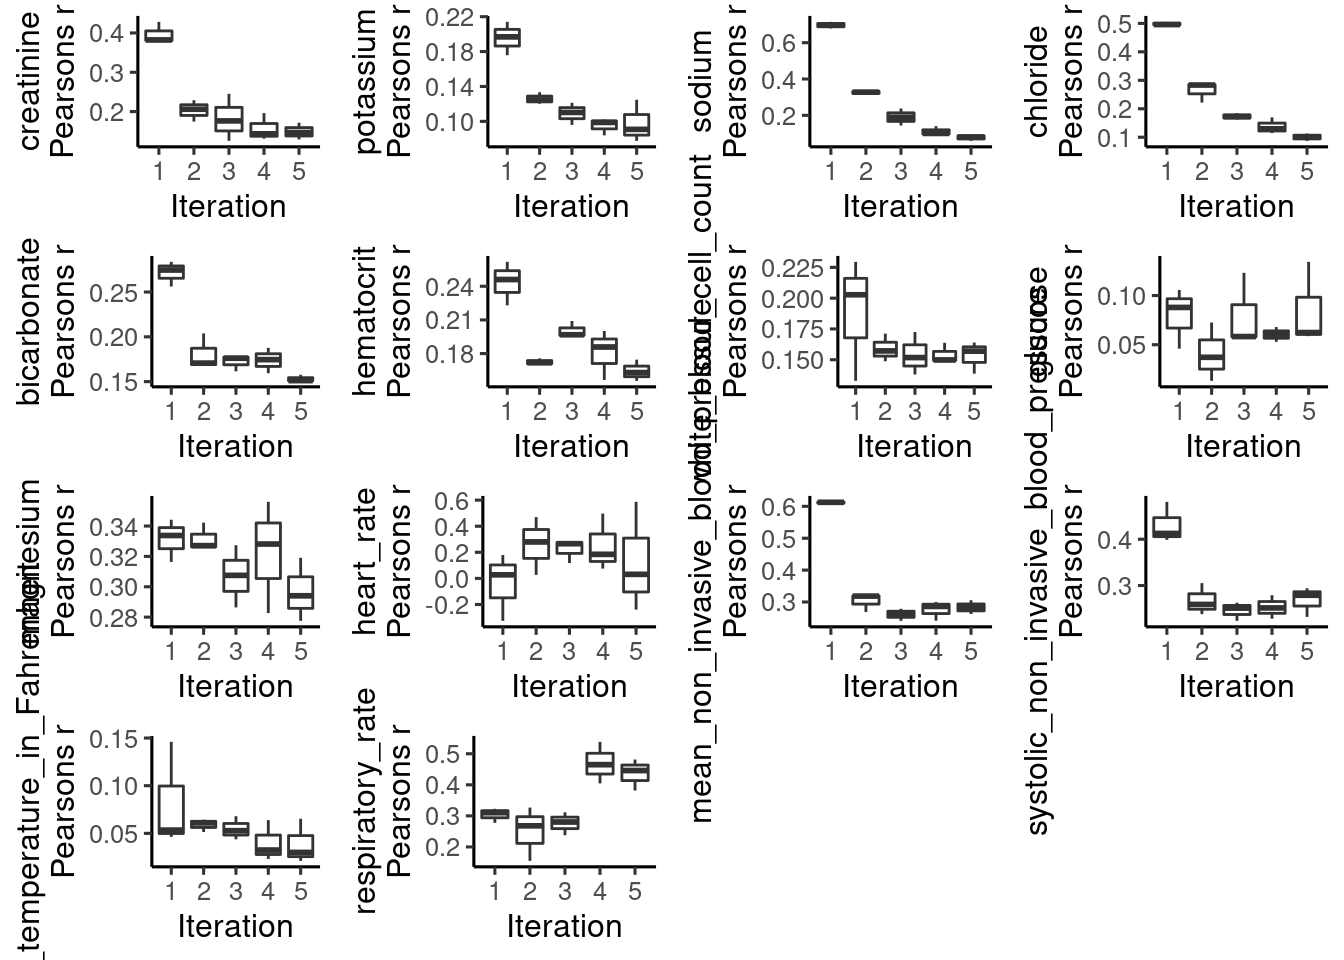 creatinine
Pearsons r
0.4
0.3
0.2
1 2 3 4 5
Iteration
potassium
Pearsons r
0.22
0.18
0.14
0.10
1 2 3 4 5
Iteration
sodium
Pearsons r
0.6
0.4
0.2
1 2 3 4 5
Iteration
chloride
Pearsons r
0.5
0.4
0.3
0.2
0.1
1 2 3 4 5
Iteration
bicarbonate
Pearsons r
0.25
0.20
0.15
1 2 3 4 5
Iteration
hematocrit
Pearsons r
0.24
0.21
0.18
1 2 3 4 5
Iteration
Pearsons r
0.225
0.200
0.175
0.150
1 2 3 4 5
Iteration
Pearsons r
0.10
0.05
1 2 3 4 5
Iteration
Pearsons r
0.34
0.32
0.30
0.28
1 2 3 4 5
Iteration
heart_rate
Pearsons r
0.6
0.4
0.2
0.0
-0.2
1 2 3 4 5
Iteration
mean_non_invasive_
Pearsons r
0.6
0.5
0.4
0.3
1 2 3 4 5
Iteration
systolic_non_invasive_blood_pressure
Pearsons r
0.4
0.3
1 2 3 4 5
Iteration
_temperature_in_Fahrenheit
Pearsons r
0.15
0.10
0.05
1 2 3 4 5
Iteration
respiratory_rate
Pearsons r
0.5
0.4
0.3
0.2
1 2 3 4 5
Iteration